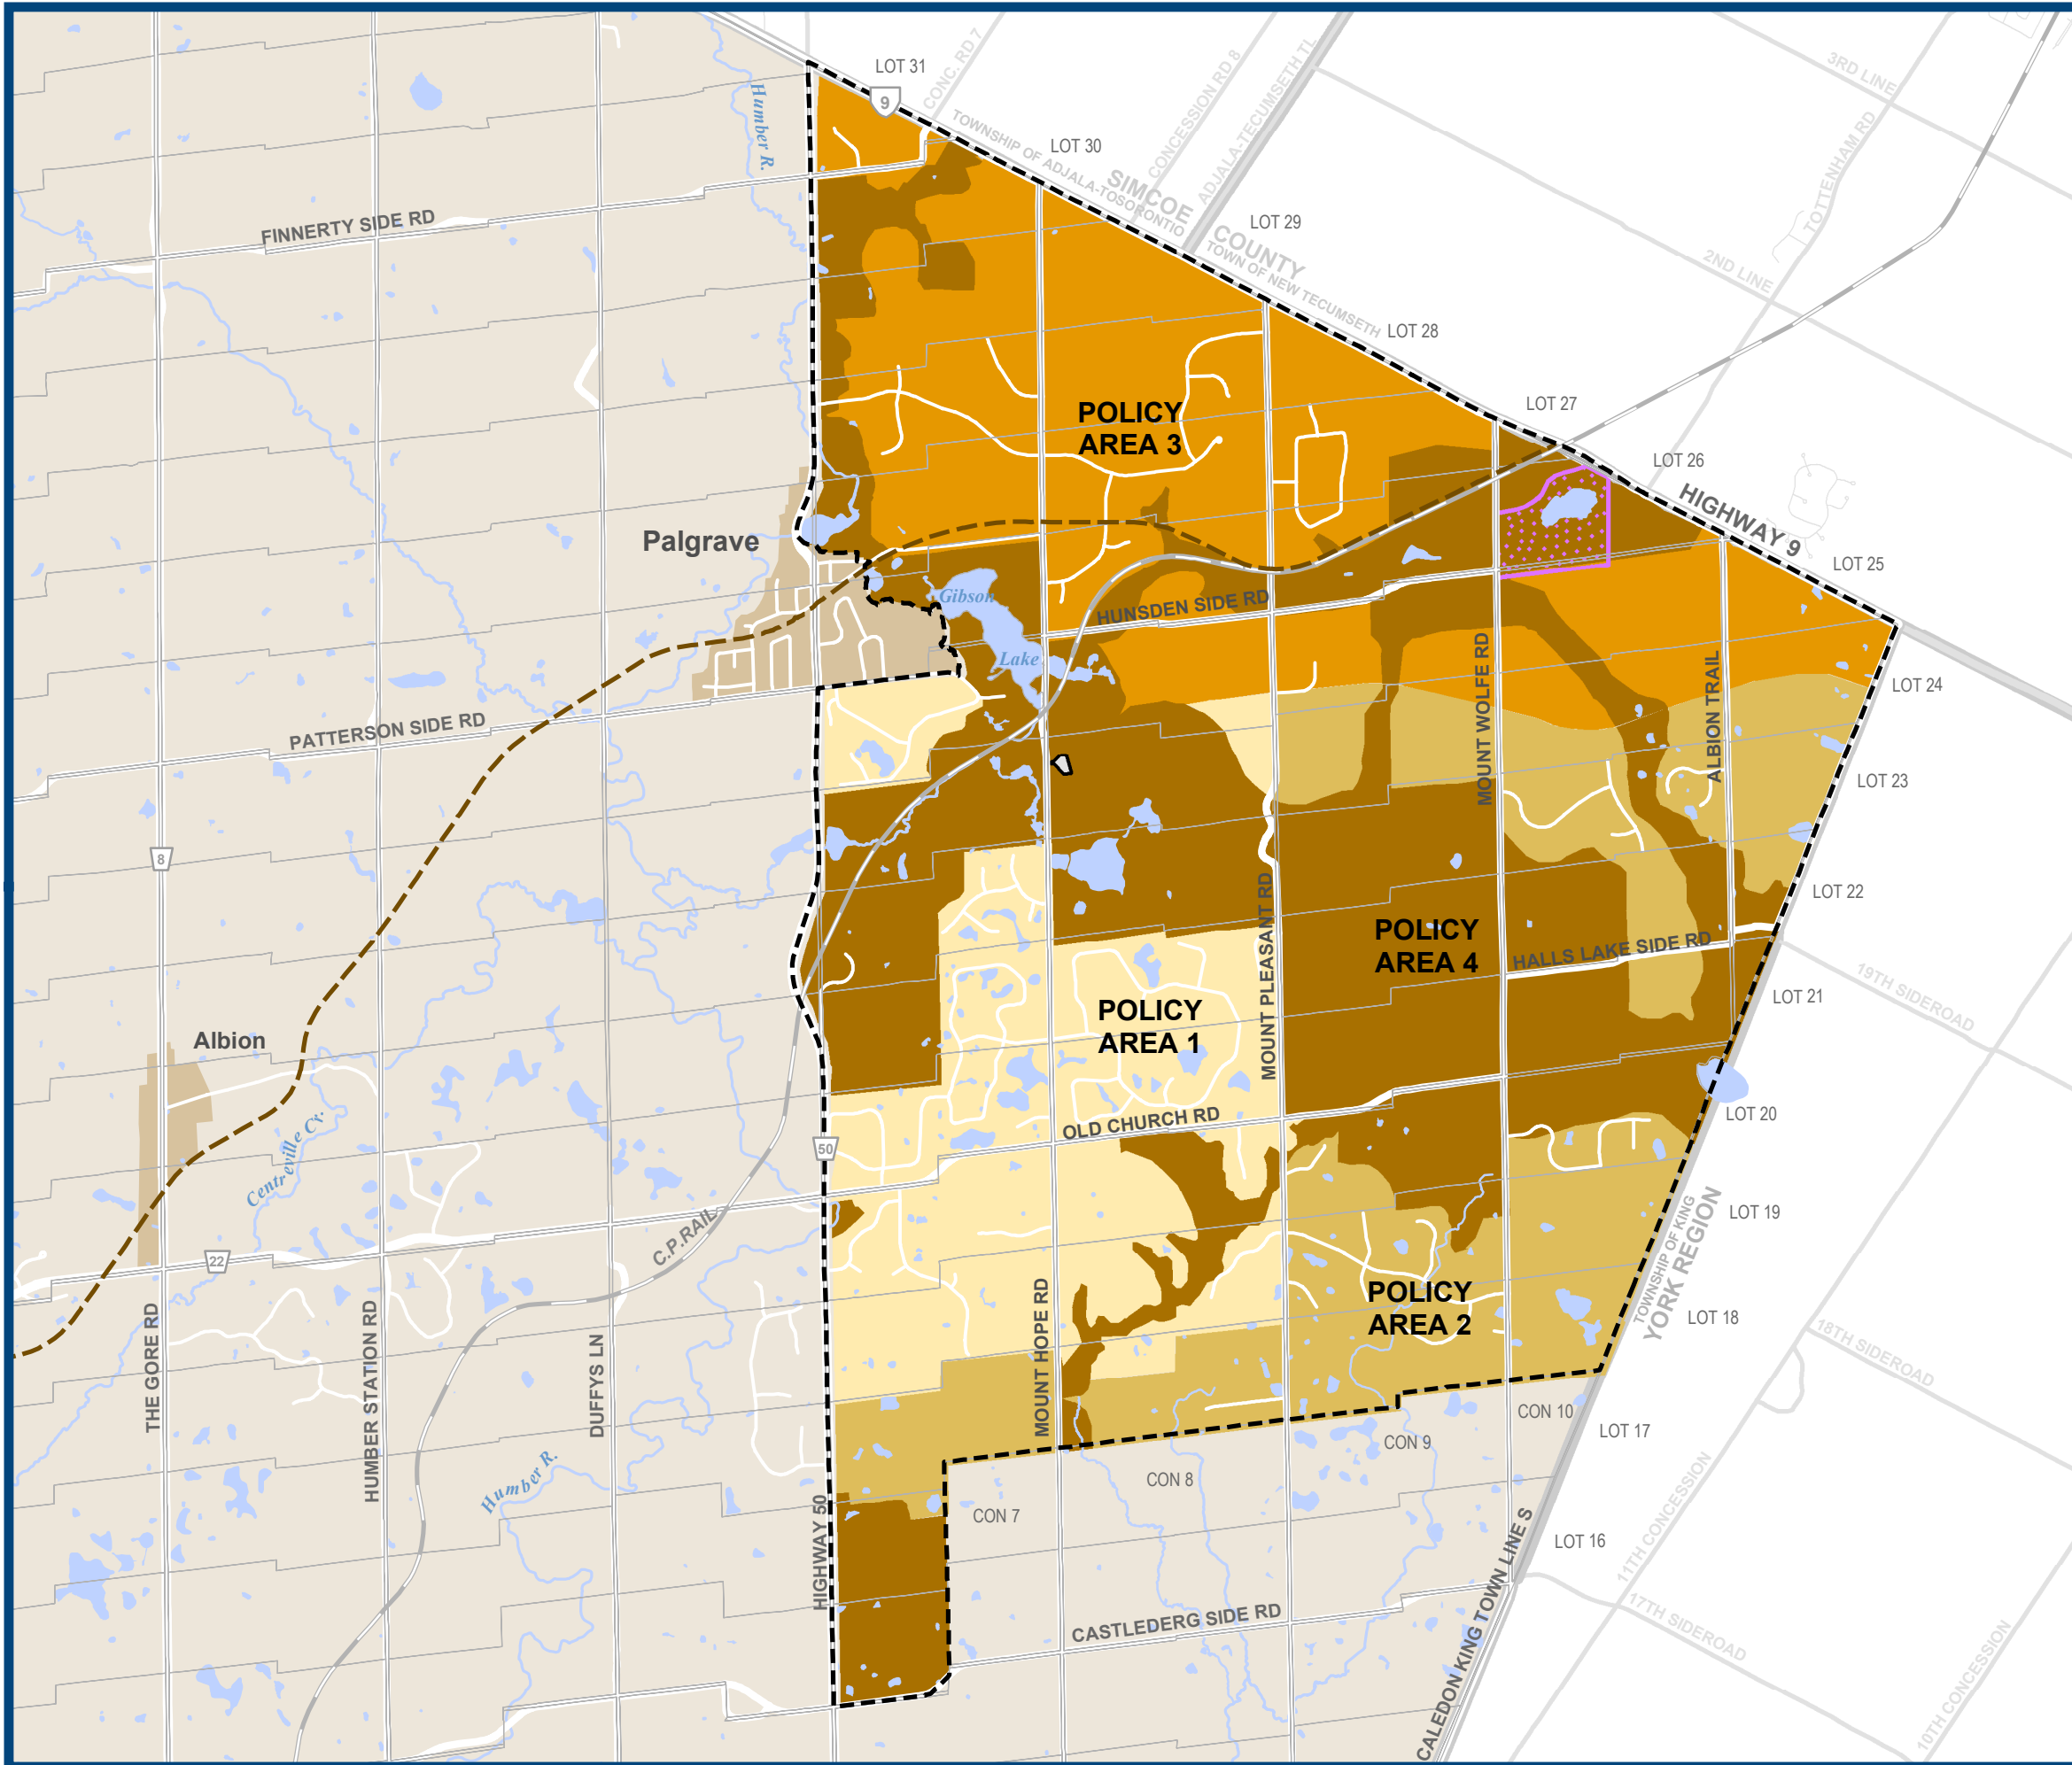 LOT 31
CONC. RD 7
9
3RD LINE
Humber R.
TOWNSHIP OF ADJALA-TOSORONTIO
LOT 30
CONCESSION RD 8
ADJALA-TECUMSETH TL
TOTTENHAM RD
SIMCOE
COUNTY
TOWN OF NEW TECUMSETH
LOT 29
FINNERTY SIDE RD
2ND LINE
LOT 28
POLICY
AREA 3
LOT 27
LOT 26
HIGHWAY 9
Palgrave
LOT 25
Gibson
Lake
HUNSDEN SIDE RD
MOUNT WOLFE RD
ALBION TRAIL
LOT 24
PATTERSON SIDE RD
LOT 23
8
LOT 22
MOUNT PLEASANT RD
POLICY
AREA 4
HALLS LAKE SIDE RD
19TH SIDEROAD
LOT 21
POLICY
AREA 1
Albion
OLD CHURCH RD
LOT 20
50
Centreville Cr.
LOT 19
TOWNSHIP OF KING
YORK REGION
C.P.RAIL
22
POLICY
AREA 2
LOT 18
18TH SIDEROAD
THE GORE RD
HUMBER STATION RD
DUFFYS LN
MOUNT HOPE RD
CON 10
LOT 17
CON 9
CON 8
Humber R.
CON 7
HIGHWAY 50
LOT 16
11TH CONCESSION
CASTLEDERG SIDE RD
17TH SIDEROAD
CALEDON KING TOWN LINE S
10TH CONCESSION